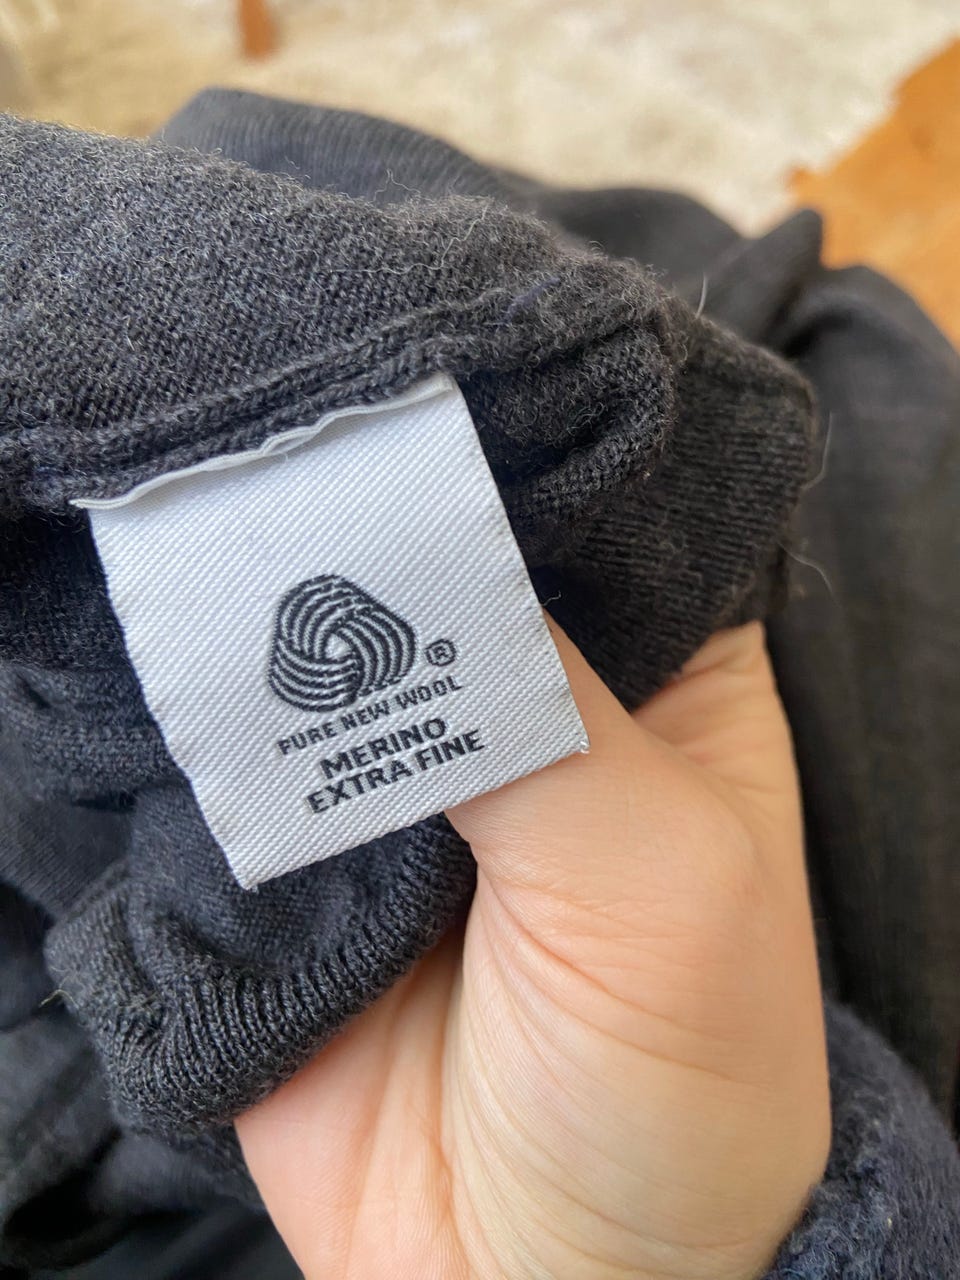 ®
PURE NEW WOOL
MERINO
EXTRA FINE